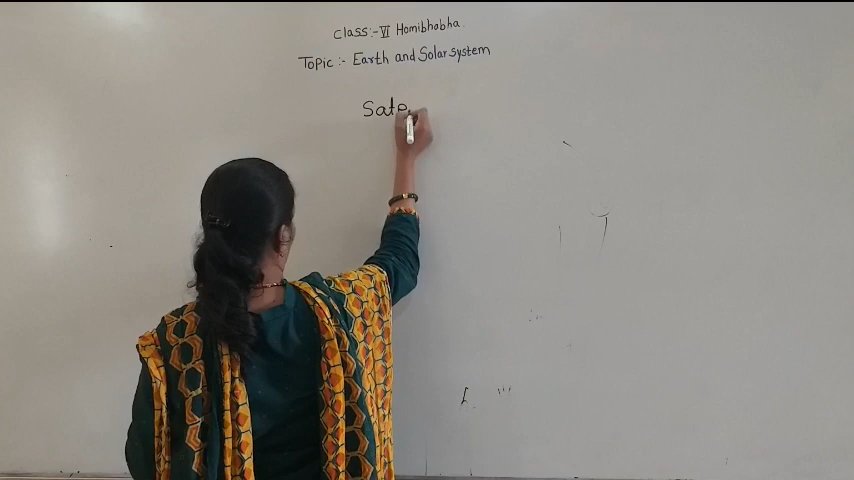 Class:- VI Homibhabha.
Topic :- Earth and Solar system
Sate